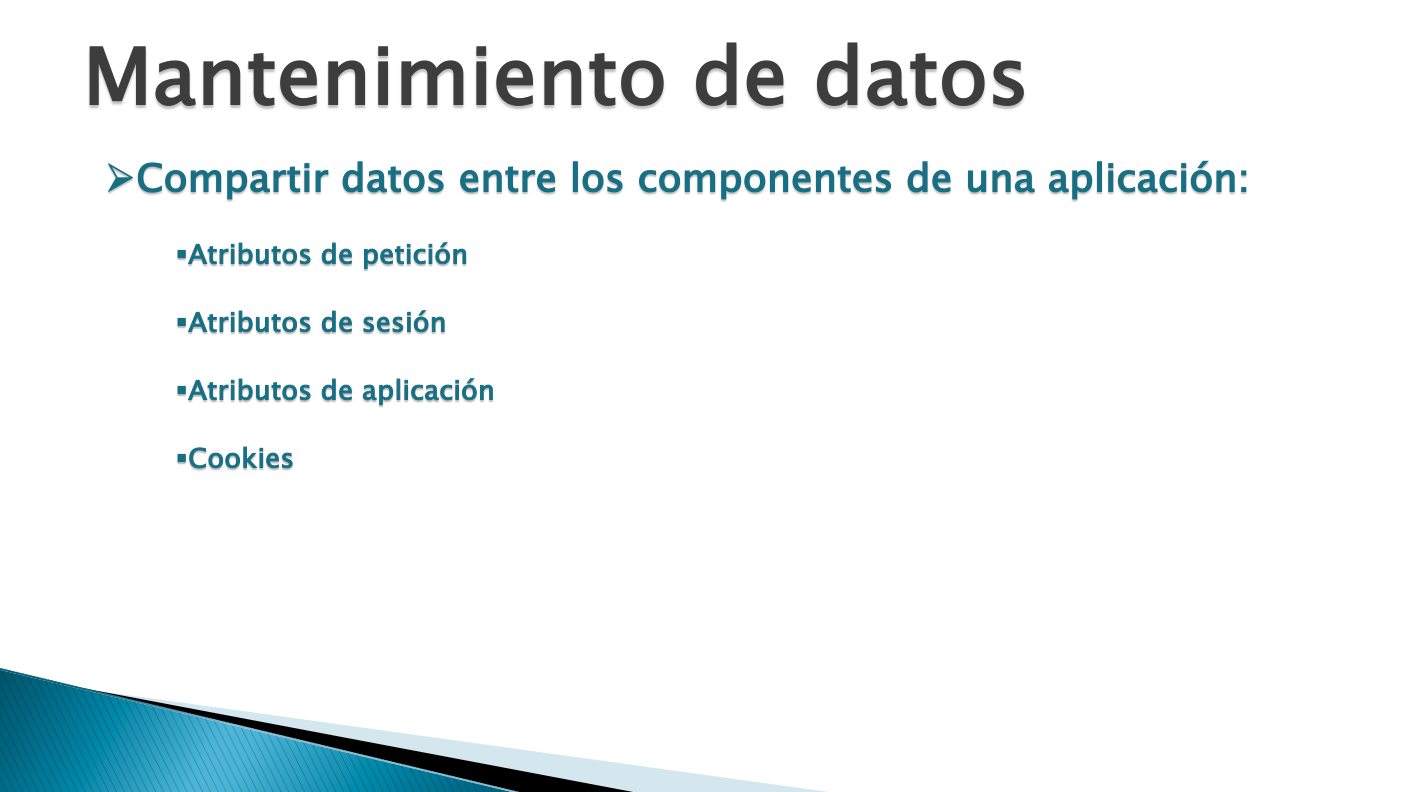 Mantenimiento de datos
➢Compartir datos entre los componentes de una aplicación:
▪Atributos de petición
▪Atributos de sesión
▪Atributos de aplicación
▪Cookies